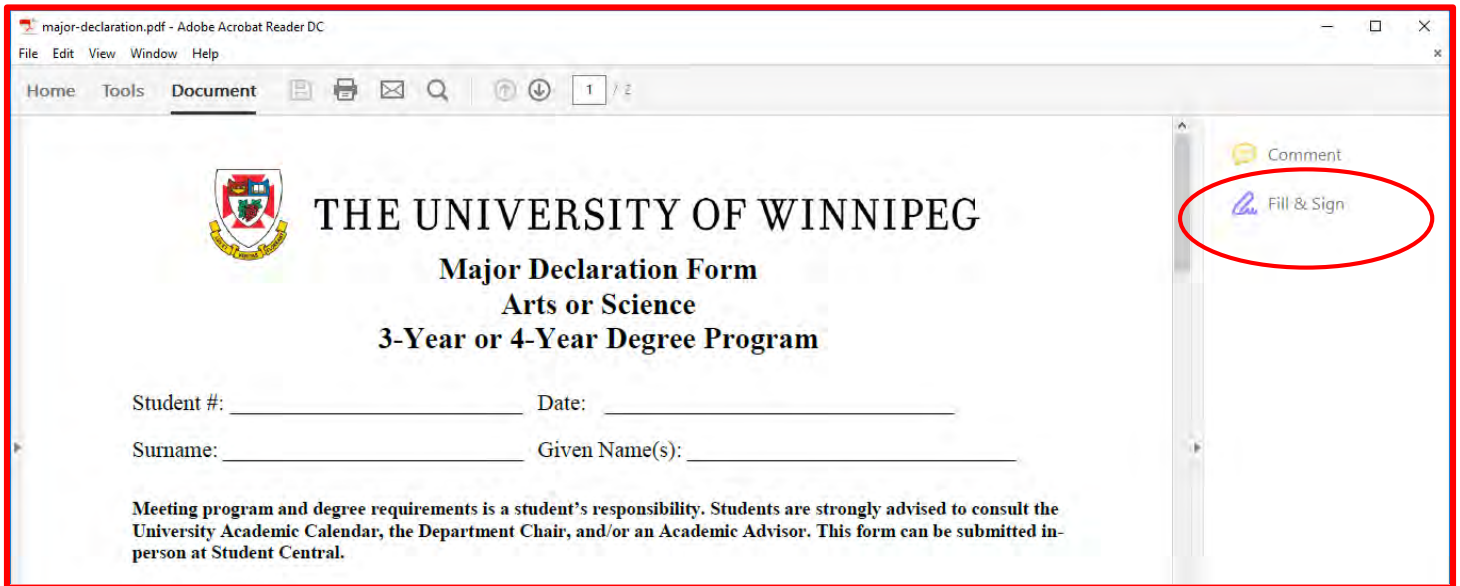 major-declaration.pdf - Adobe Acrobat Reader DC
File Edit View Window Help
Home Tools Document 1 / 2
Comment
Fill & Sign
THE UNIVERSITY OF WINNIPEG
Major Declaration Form
Arts or Science
3-Year or 4-Year Degree Program
Student #: ______________________________ Date: ____________________________________
Surname: _______________________________ Given Name(s): __________________________________
Meeting program and degree requirements is a student’s responsibility. Students are strongly advised to consult the
University Academic Calendar, the Department Chair, and/or an Academic Advisor. This form can be submitted in-
person at Student Central.